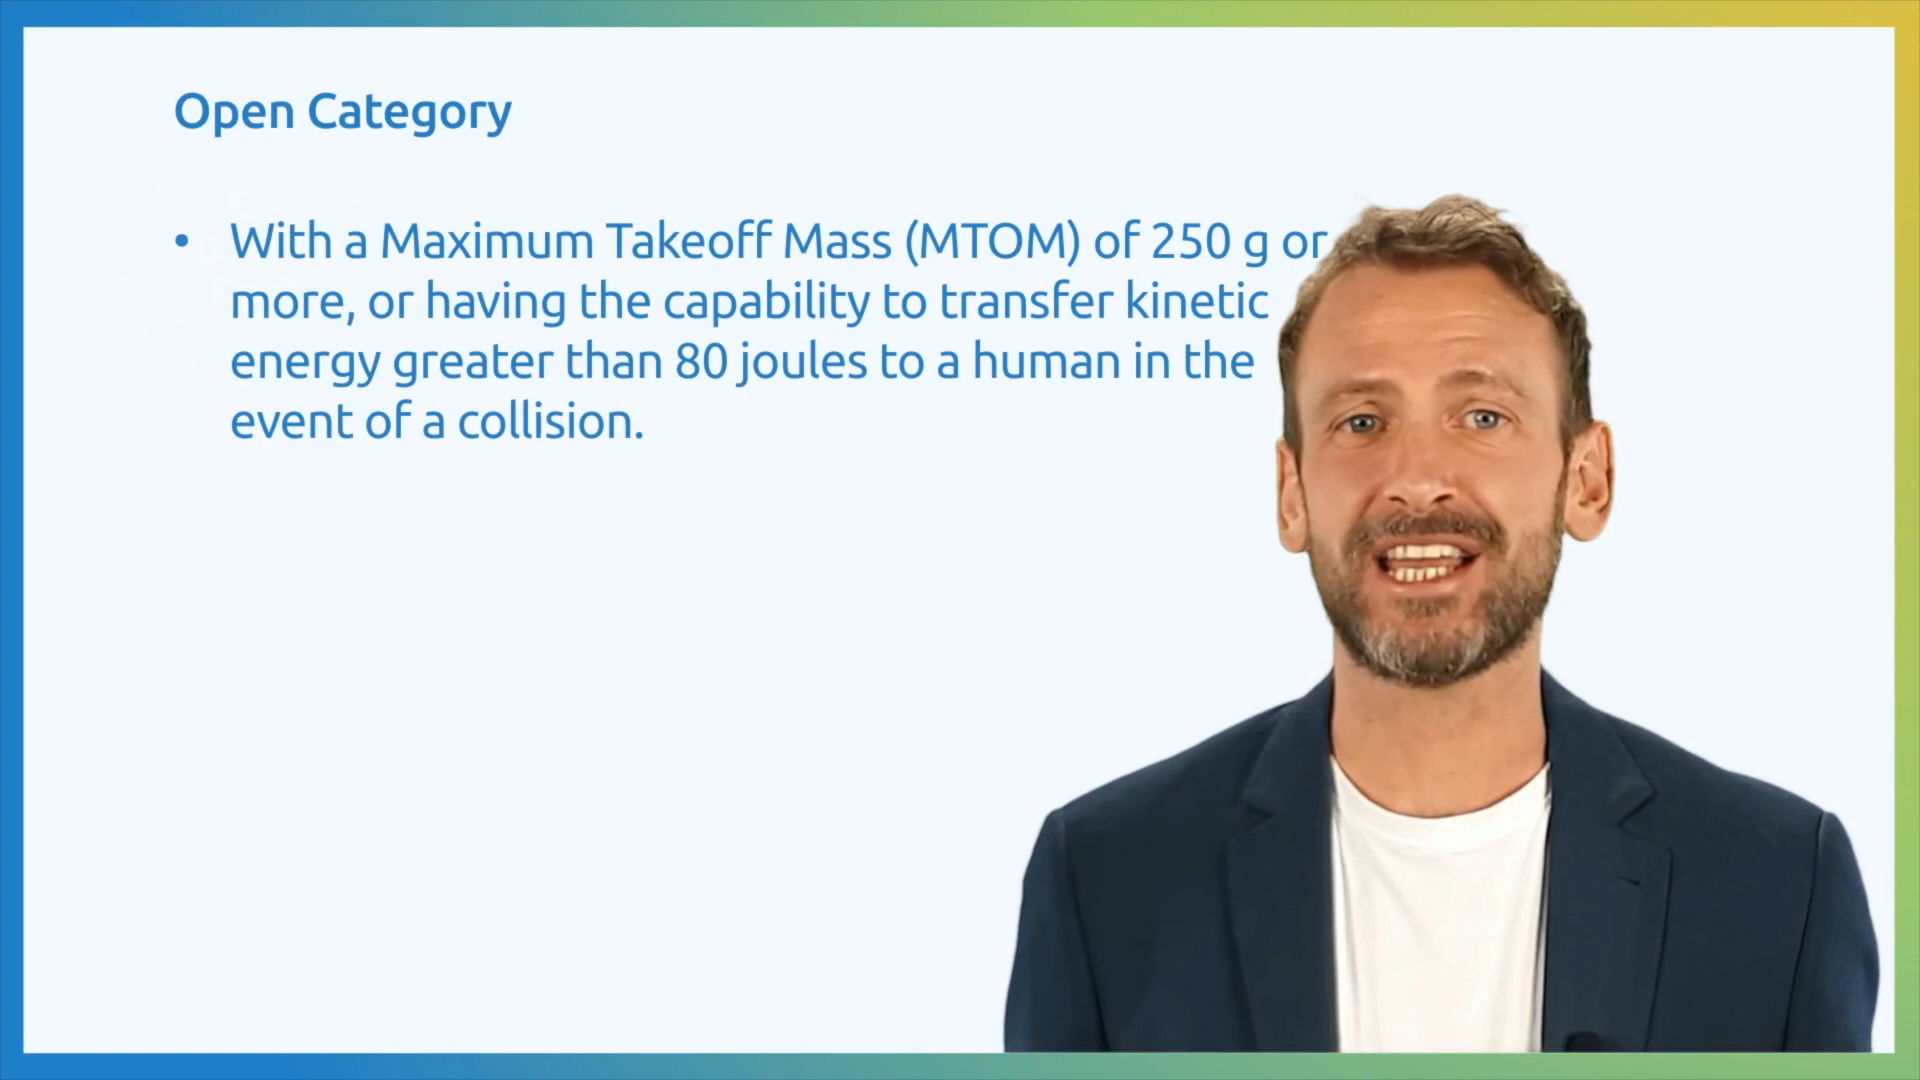 Open Category
• With a Maximum Takeoff Mass (MTOM) of 250 g or
more, or having the capability to transfer kinetic
energy greater than 80 joules to a human in the
event of a collision.